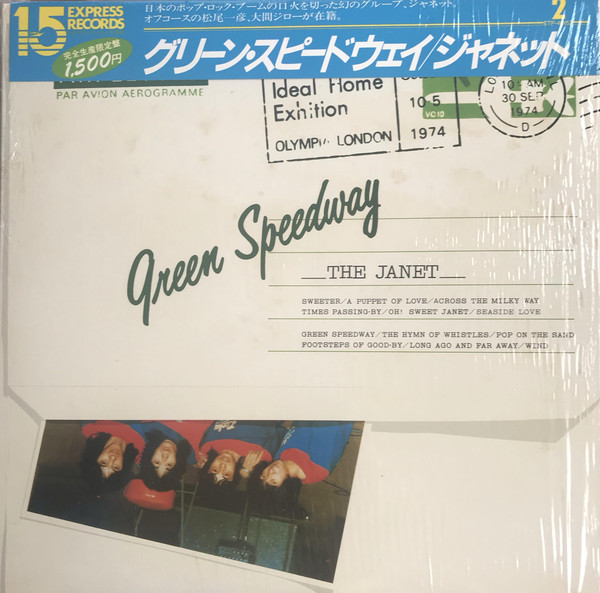 15 EXPRESS RECORDS
完全生産限定盤
1,500円
日本のポップ・ロック・ブームの口火を切った幻のグループ、ジャネット。
オフコースの松尾一彦、大間ジローが在籍。
グリーン・スピードウェイ/ジャネット
2
PAR AVION AEROGRAMME
Ideal Home
Exhibition
OLYMPIA LONDON
10-5
1974
VC10
30 SEP
1974
D
Green Speedway
THE JANET
SWEETER/A PUPPET OF LOVE/ACROSS THE MILKY WAY
TIMES PASSING-BY/OH! SWEET JANET/SEASIDE LOVE
GREEN SPEEDWAY/THE HYMN OF WHISTLES/POP ON THE SAND
FOOTSTEPS OF GOOD-BY/LONG AGO AND FAR AWAY/WIND